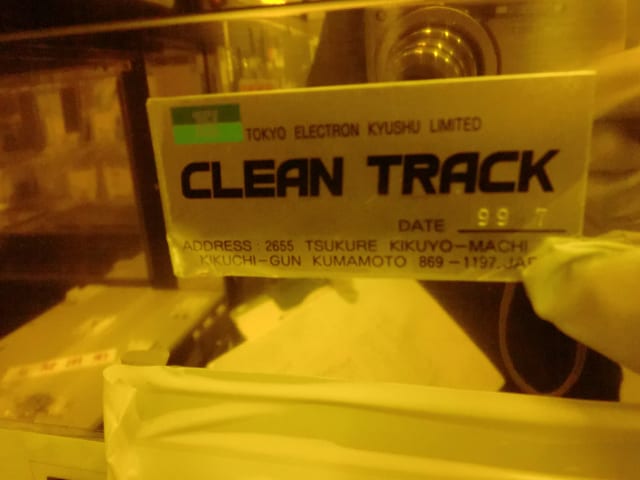 TOKYO ELECTRON KYUSHU LIMITED
CLEAN TRACK
DATE 99 7
ADDRESS : 2655 TSUKURE KIKUYO-MACHI
KIKUCHI-GUN KUMAMOTO 869-1197.